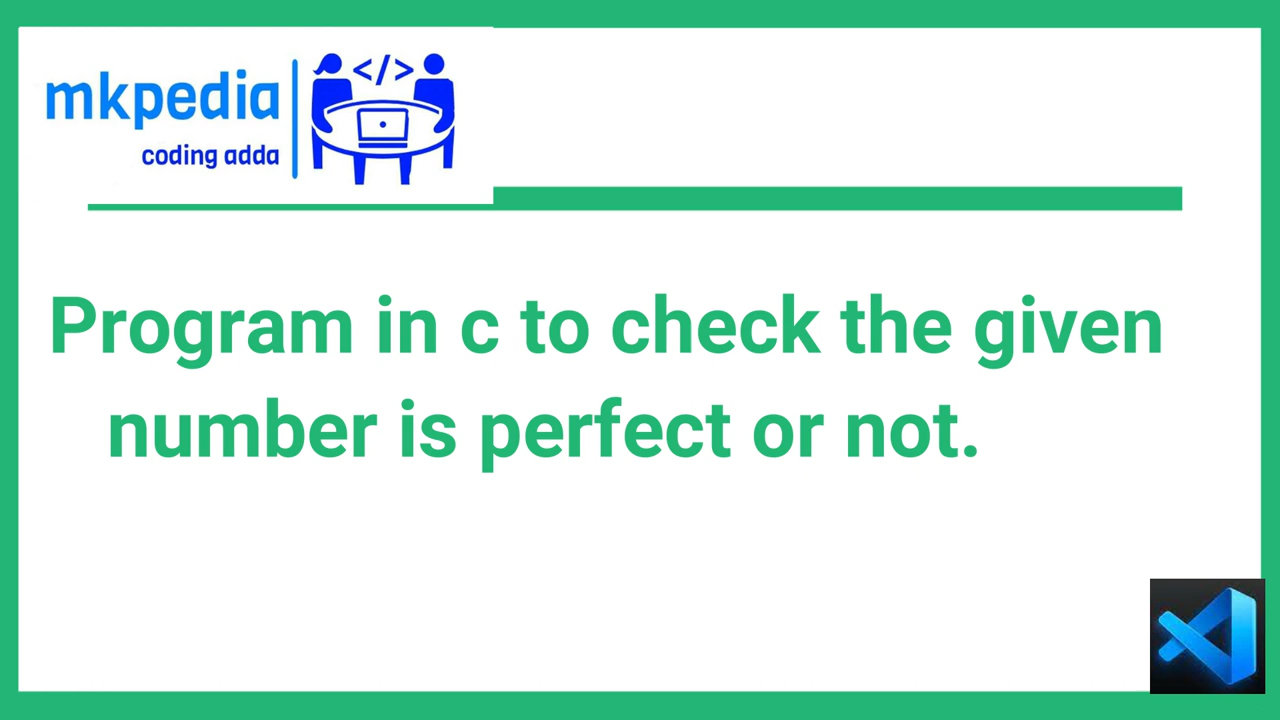 mkpedia
coding adda
</>
Program in c to check the given
number is perfect or not.